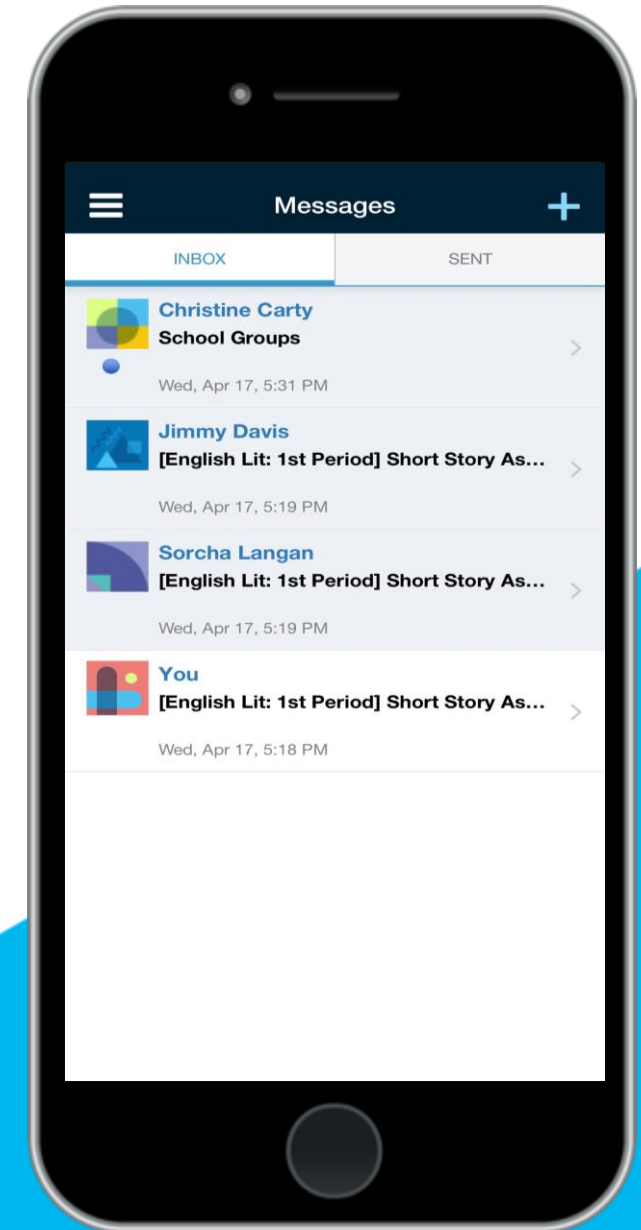 Messages
INBOX
SENT
Christine Carty
School Groups
Wed, Apr 17, 5:31 PM
Jimmy Davis
[English Lit: 1st Period] Short Story As...
Wed, Apr 17, 5:19 PM
Sorcha Langan
[English Lit: 1st Period] Short Story As...
Wed, Apr 17, 5:19 PM
You
[English Lit: 1st Period] Short Story As...
Wed, Apr 17, 5:18 PM